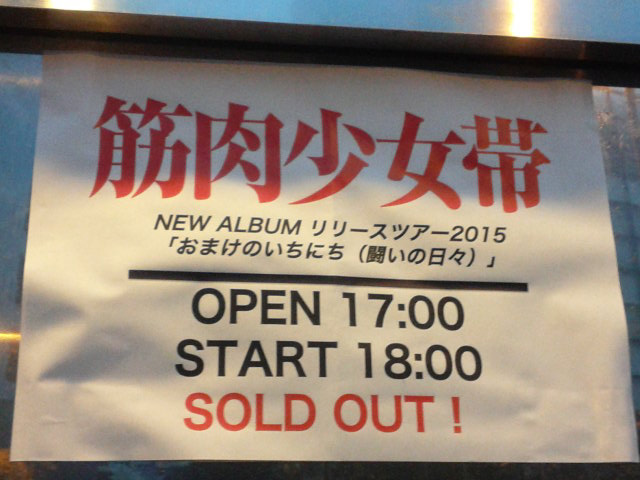 筋肉少女帯
NEW ALBUM リリースツアー2015
「おまけのいちにち（闘いの日々）」
OPEN 17:00
START 18:00
SOLD OUT！